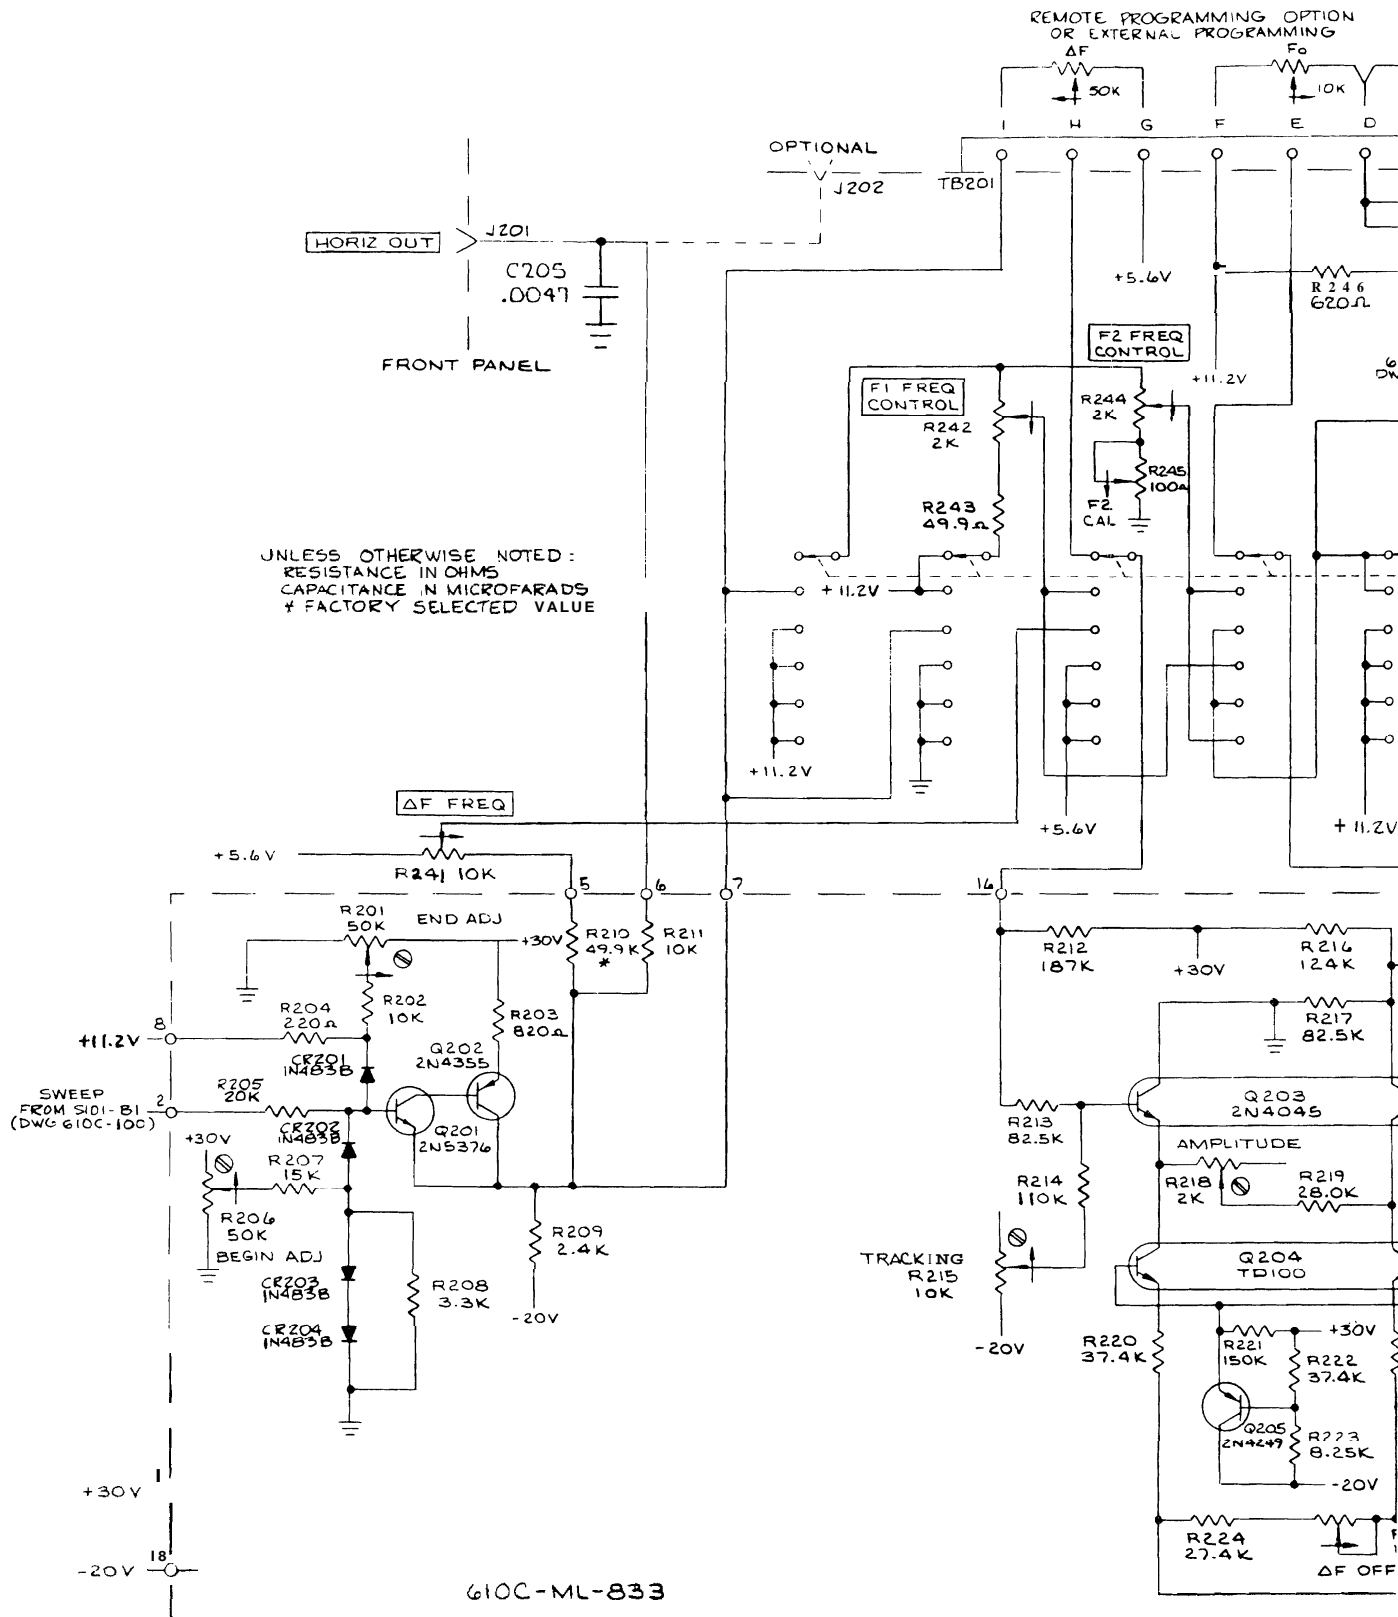 REMOTE PROGRAMMING OPTION
OR EXTERNAL PROGRAMMING
ΔF
50K
Fo
10K
I H G F E D
OPTIONAL
J202
TB201
HORIZ OUT
J201
C205
.0047
FRONT PANEL
+5.6V
R246
620Ω
+11.2V
F2 FREQ
CONTROL
F1 FREQ
CONTROL
R242
2K
R244
2K
R245
100Ω
F2
CAL
R243
49.9Ω
UNLESS OTHERWISE NOTED:
RESISTANCE IN OHMS
CAPACITANCE IN MICROFARADS
* FACTORY SELECTED VALUE
+11.2V
+11.2V
+5.6V
+11.2V
ΔF FREQ
+5.6V
R241 10K
5
6
7
16
R201
50K
END ADJ
+30V
R210
49.9K
*
R211
10K
R212
187K
+30V
R216
124K
R202
10K
R203
820Ω
R204
220Ω
8
+11.2V
CR201
1N483B
Q202
2N4355
R217
82.5K
SWEEP
FROM S101-B1
(DWG 610C-10C)
2
R205
20K
CR202
1N483B
Q201
2N5376
Q203
2N4045
R213
82.5K
+30V
R207
15K
R206
50K
BEGIN ADJ
AMPLITUDE
R218
2K
R219
28.0K
R214
110K
R209
2.4K
-20V
CR203
1N483B
R208
3.3K
CR204
1N483B
TRACKING
R215
10K
-20V
Q204
TD100
R220
37.4K
R221
150K
+30V
R222
37.4K
Q205
2N4249
R223
8.25K
-20V
R224
27.4K
ΔF OFF
+30V
1
-20V
18
610C-ML-833